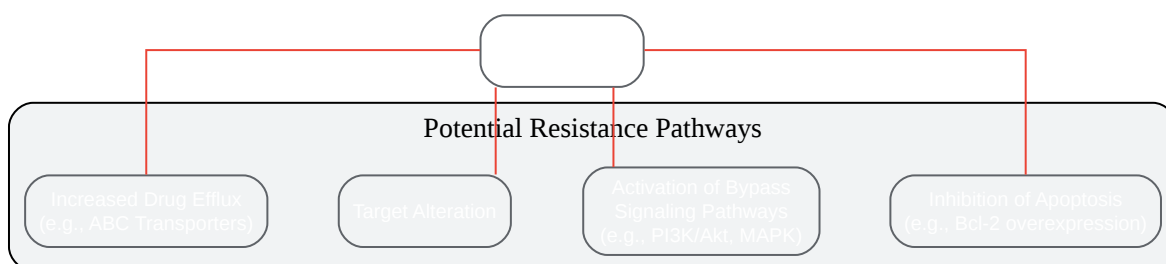 Potential Resistance Pathways
Increased Drug Efflux
(e.g., ABC Transporters)
Target Alteration
Activation of Bypass
Signaling Pathways
(e.g., PI3K/Akt, MAPK)
Inhibition of Apoptosis
(e.g., Bcl-2 overexpression)